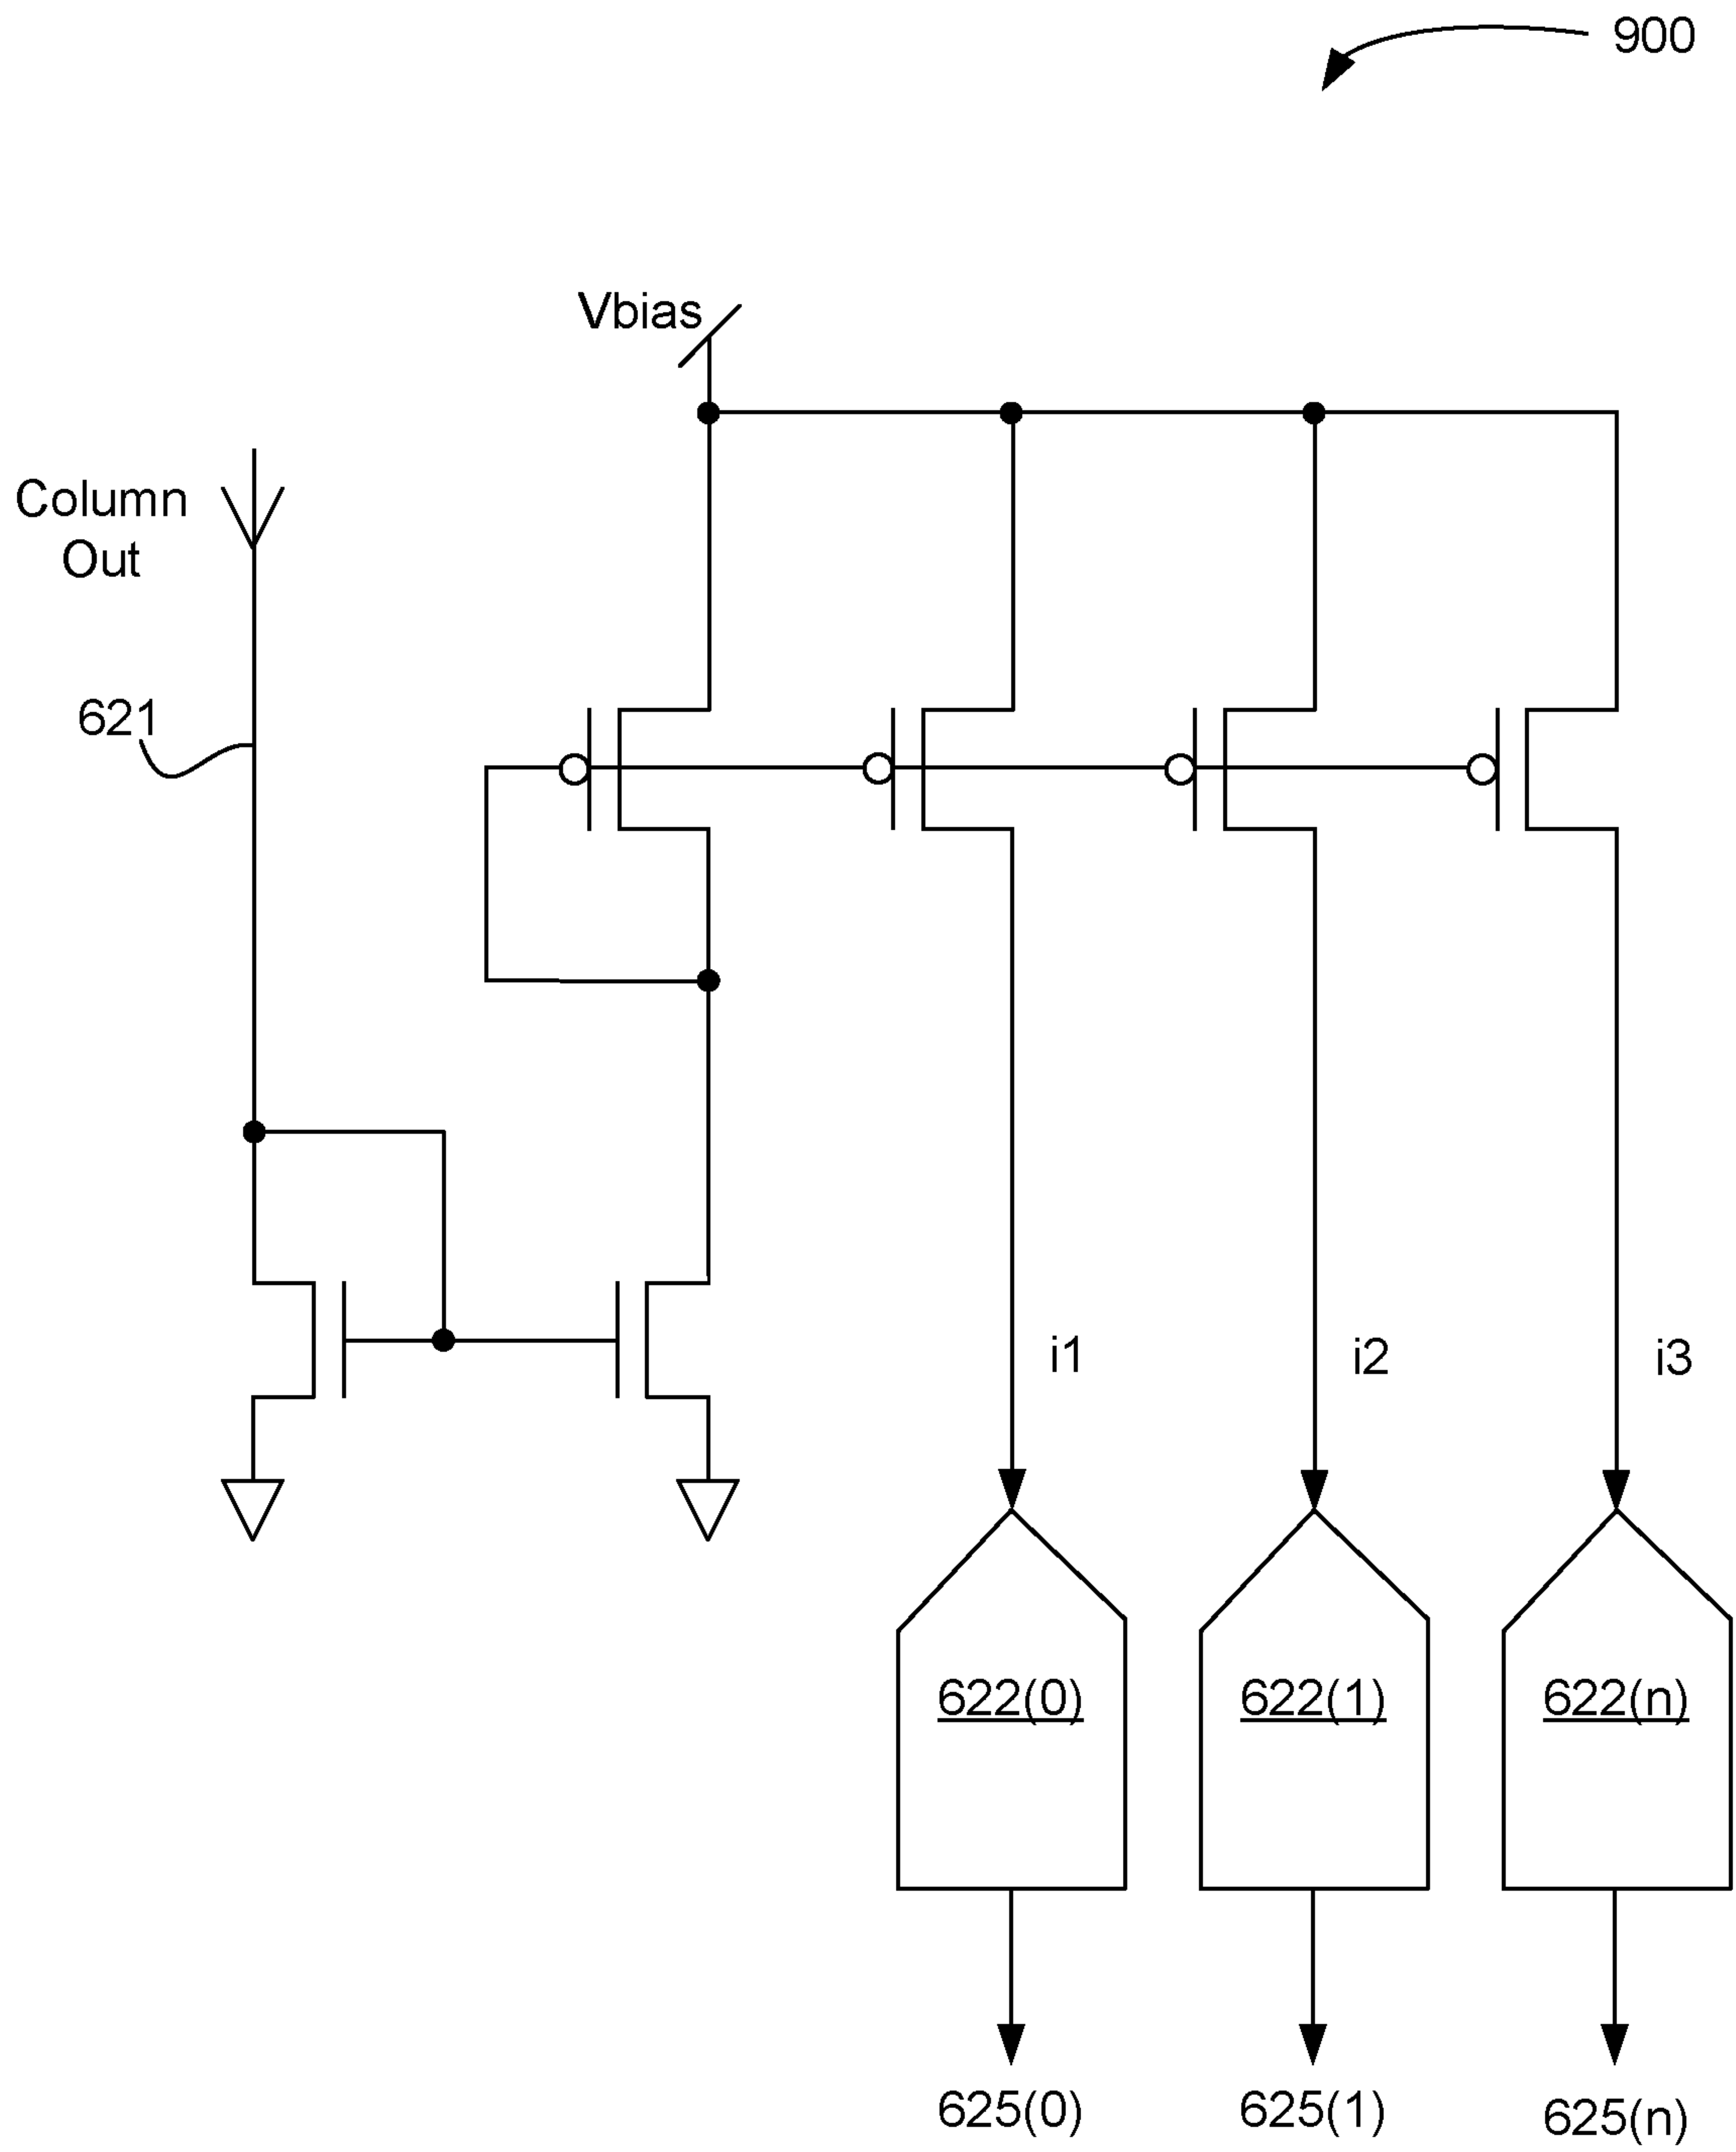 900
Vbias
Column
Out
621
i1
i2
i3
622(0)
622(1)
622(n)
625(0)
625(1)
625(n)